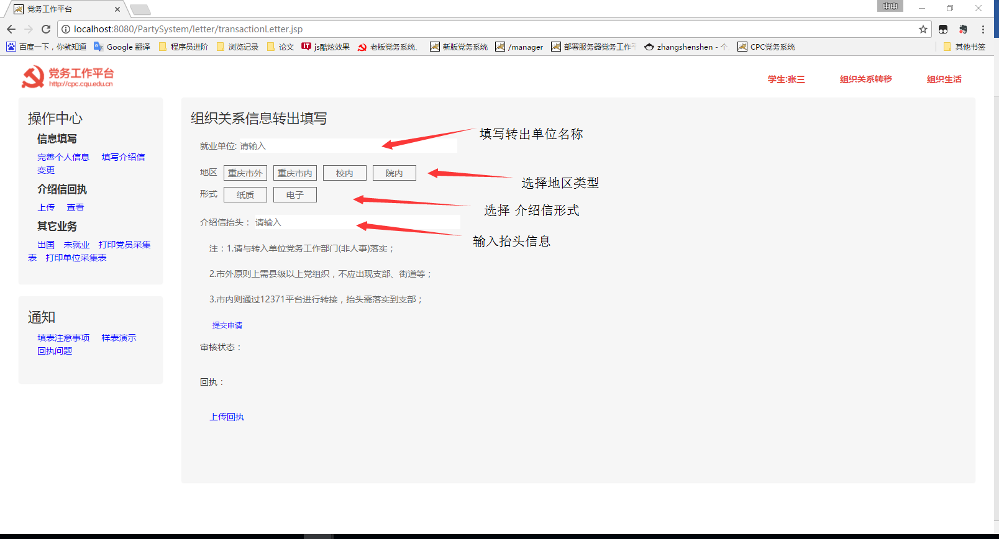 党务工作平台
申申
localhost:8080/PartySystem/letter/transactionLetter.jsp
百度一下，你就知道 Google 翻译 程序员进阶 浏览记录 论文 js酷炫效果 老版党务系统、 新版党务系统 /manager 部署服务器党务工作平 zhangshenshen - 个 CPC党务系统 其他书签
党务工作平台
http://cpc.cqu.edu.cn
学生:张三 组织关系转移 组织生活
操作中心
信息填写
完善个人信息 填写介绍信
变更
介绍信回执
上传 查看
其它业务
出国 未就业 打印党员采集
表 打印单位采集表
通知
填表注意事项 样表演示
回执问题
组织关系信息转出填写
填写转出单位名称
就业单位: 请输入
地区 重庆市外 重庆市内 校内 院内
选择地区类型
形式 纸质 电子
选择 介绍信形式
介绍信抬头： 请输入
输入抬头信息
注：1.请与转入单位党务工作部门(非人事)落实；
2.市外原则上需县级以上党组织，不应出现支部、街道等；
3.市内则通过12371平台进行转接，抬头需落实到支部；
提交申请
审核状态：
回执：
上传回执